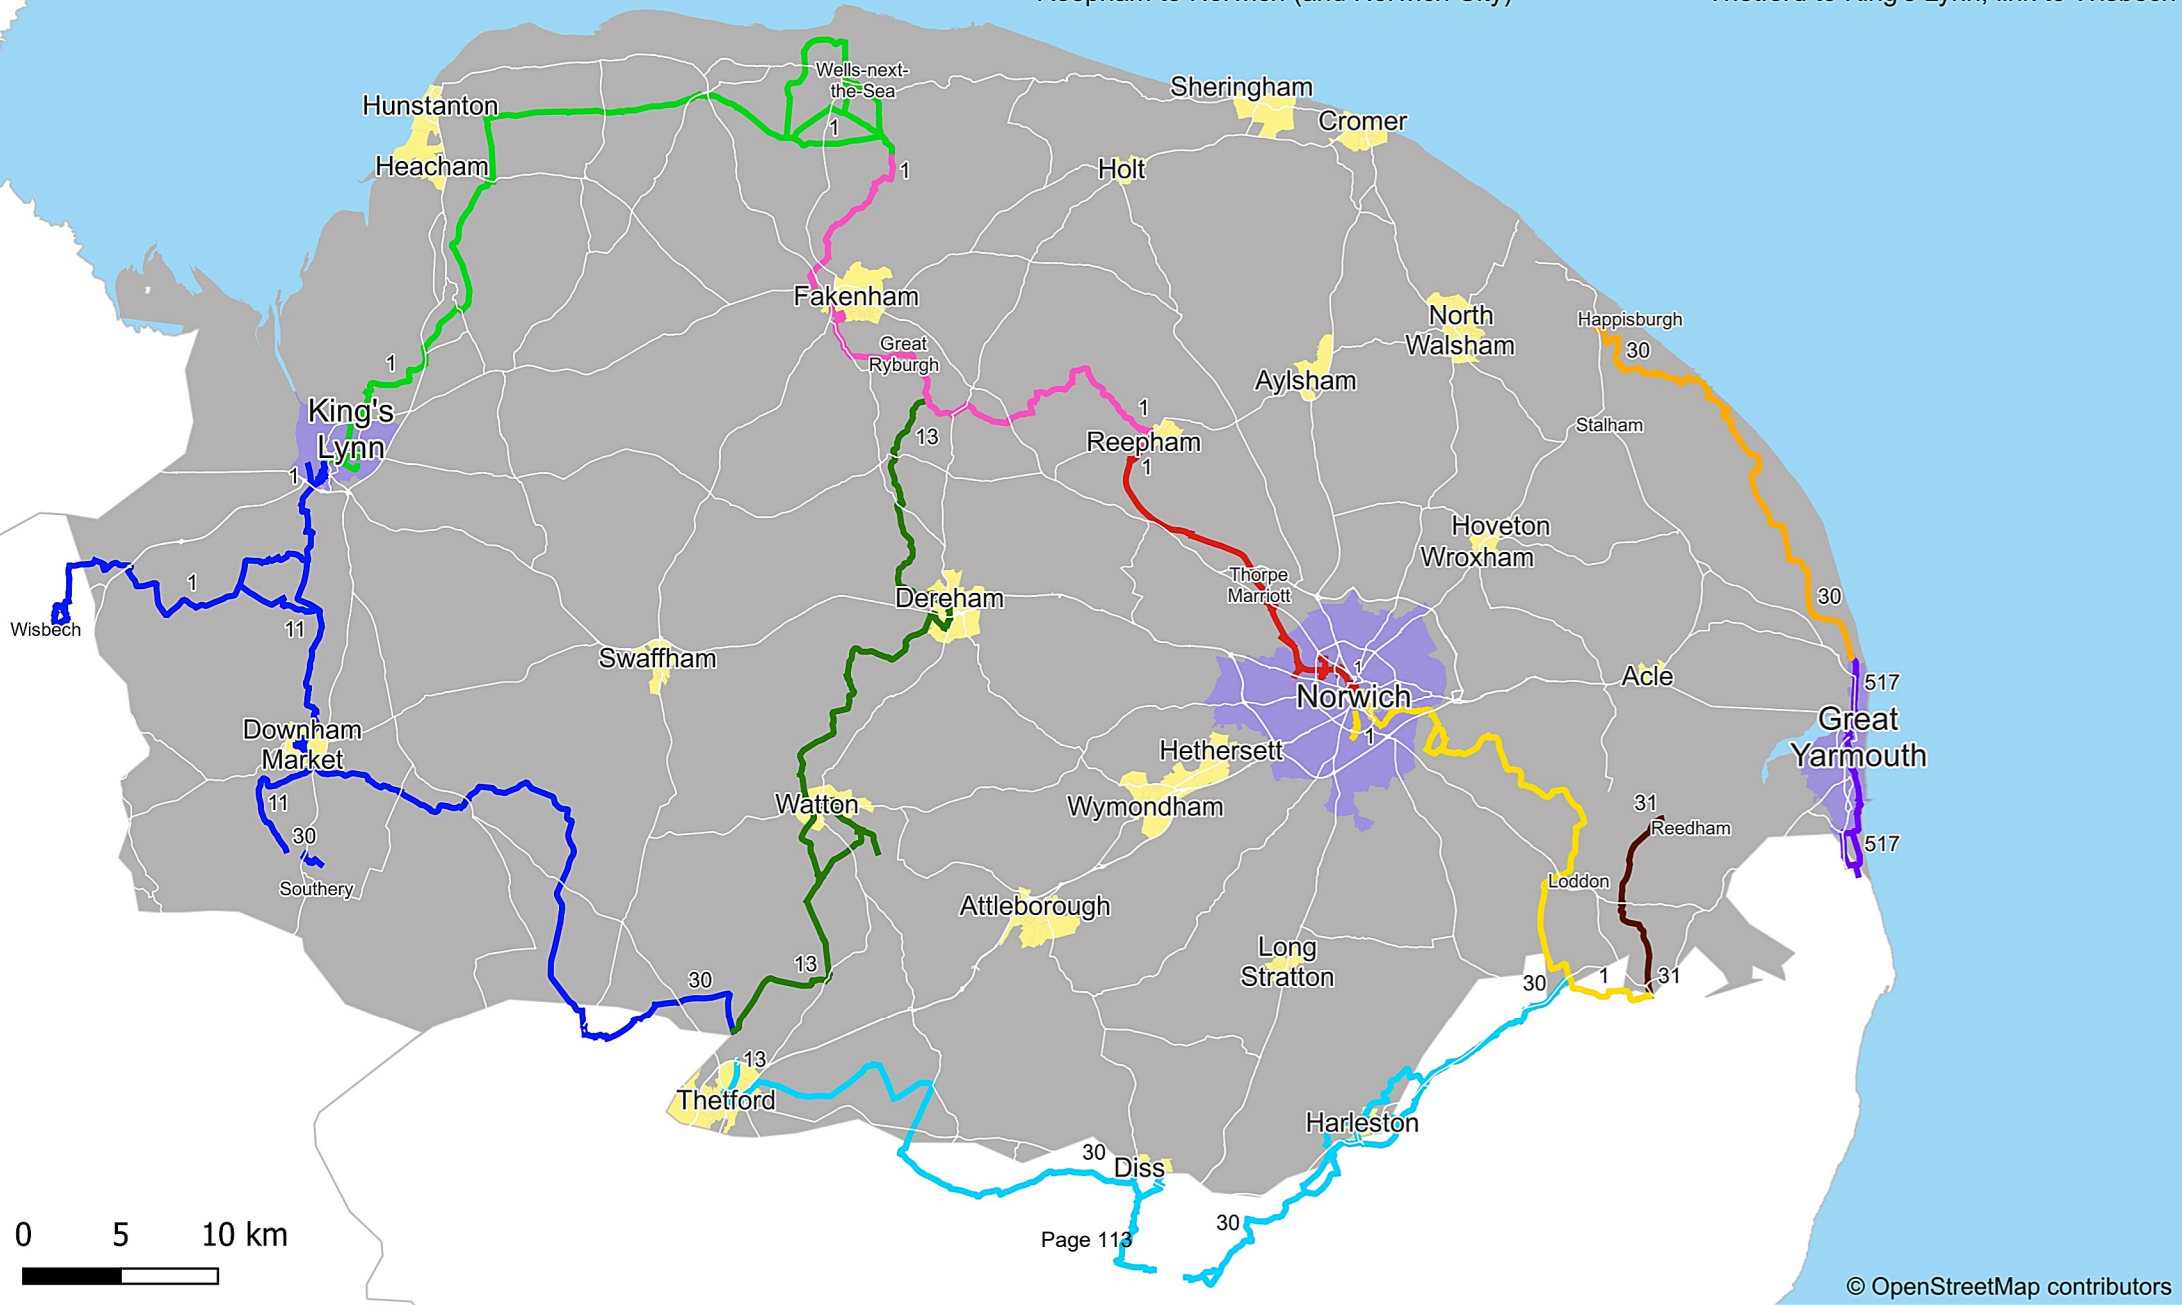 Wells-next-
the-Sea
1
Hunstanton
Heacham
Sheringham
Cromer
Holt
1
Fakenham
Great
Ryburgh
North
Walsham
Happisburgh
30
Aylsham
1
King's
Lynn
1
13
1
Reepham
1
Stalham
Hoveton
Wroxham
1
11
Wisbech
Dereham
Thorpe
Marriott
30
Swaffham
1
Norwich
1
Acle
517
Great
Yarmouth
517
Downham
Market
11
30
Southery
Watton
Hethersett
Wymondham
31
Reedham
Loddon
Attleborough
Long
Stratton
30
13
30
1
31
13
Thetford
Harleston
30
Diss
30
Page 113
0 5 10 km
© OpenStreetMap contributors